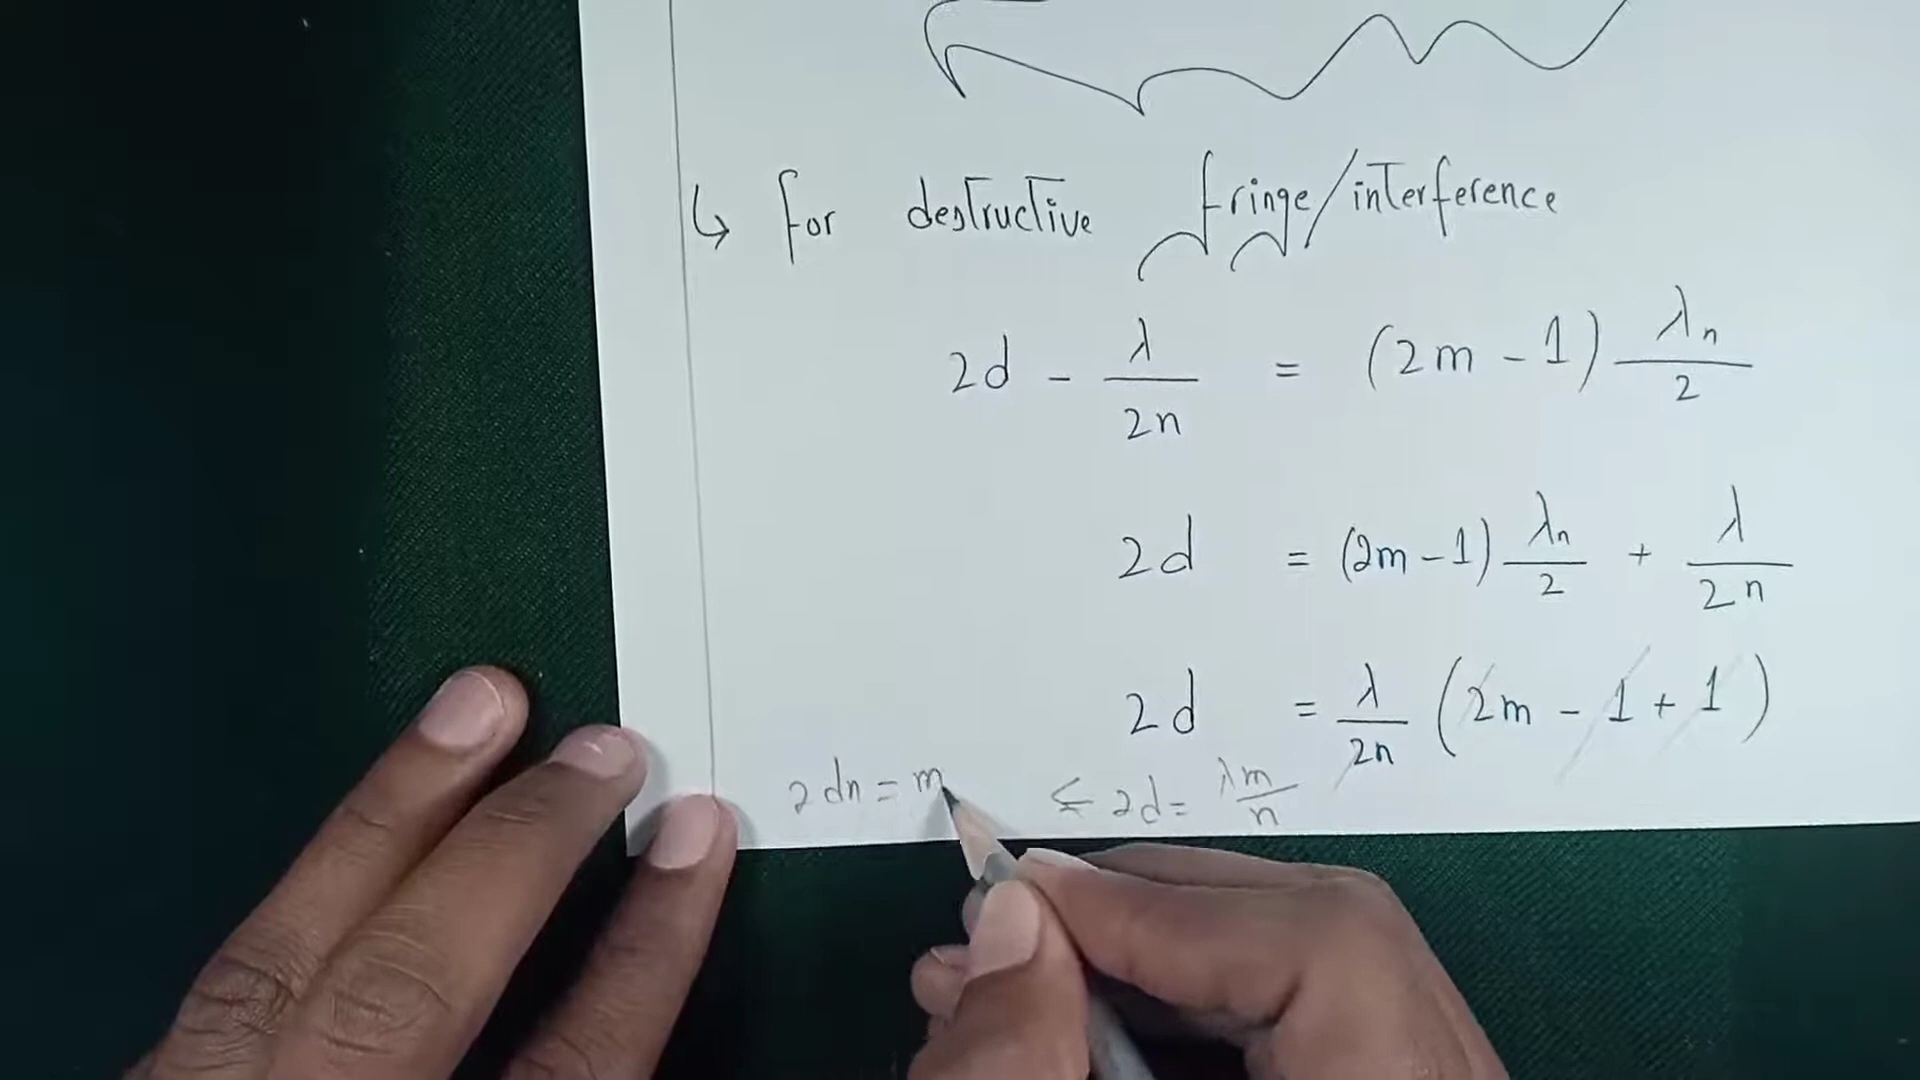 ↳ for destructive fringe/interference
2d - λ/2n = (2m - 1) λn/2
2d = (2m - 1) λn/2 + λ/2n
2d = λ/2n (2m - 1 + 1)
2dn = m ⇐ 2d = λm/n